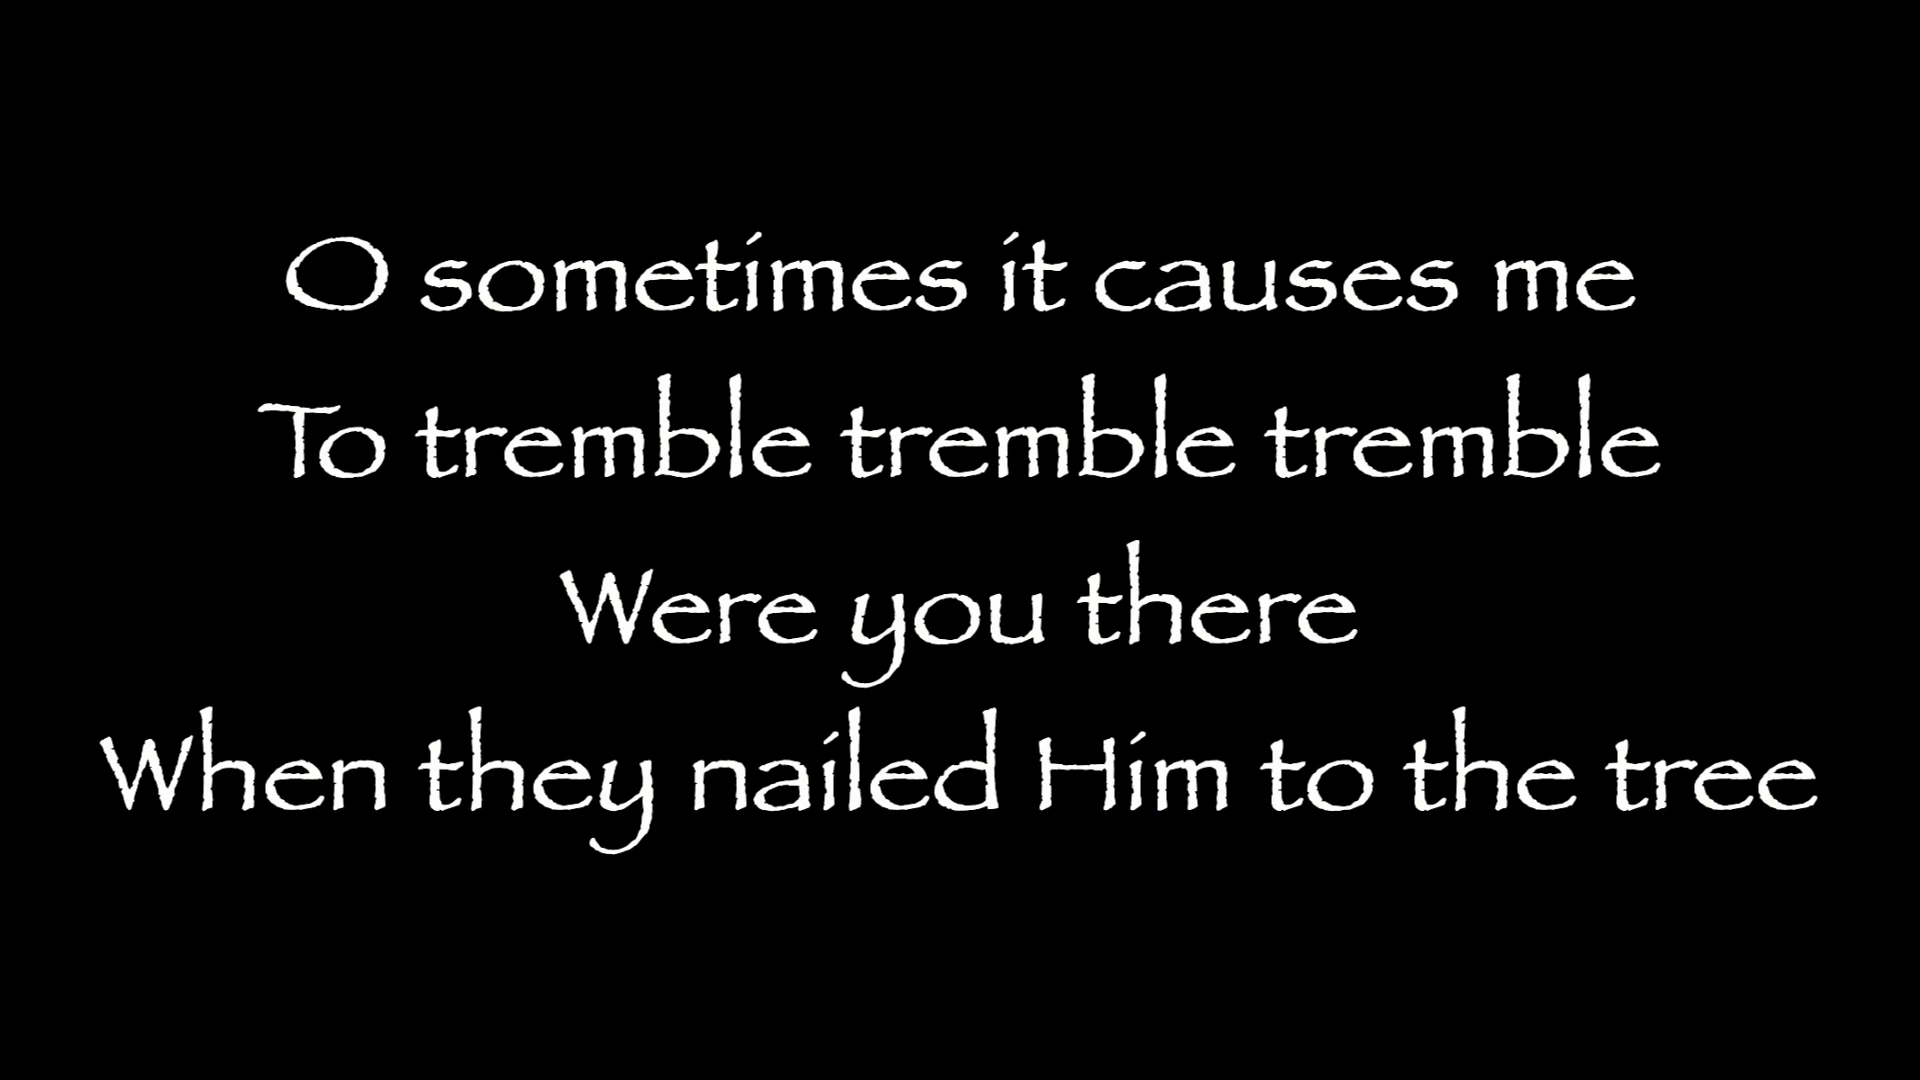 O sometimes it causes me
To tremble tremble tremble
Were you there
When they nailed Him to the tree